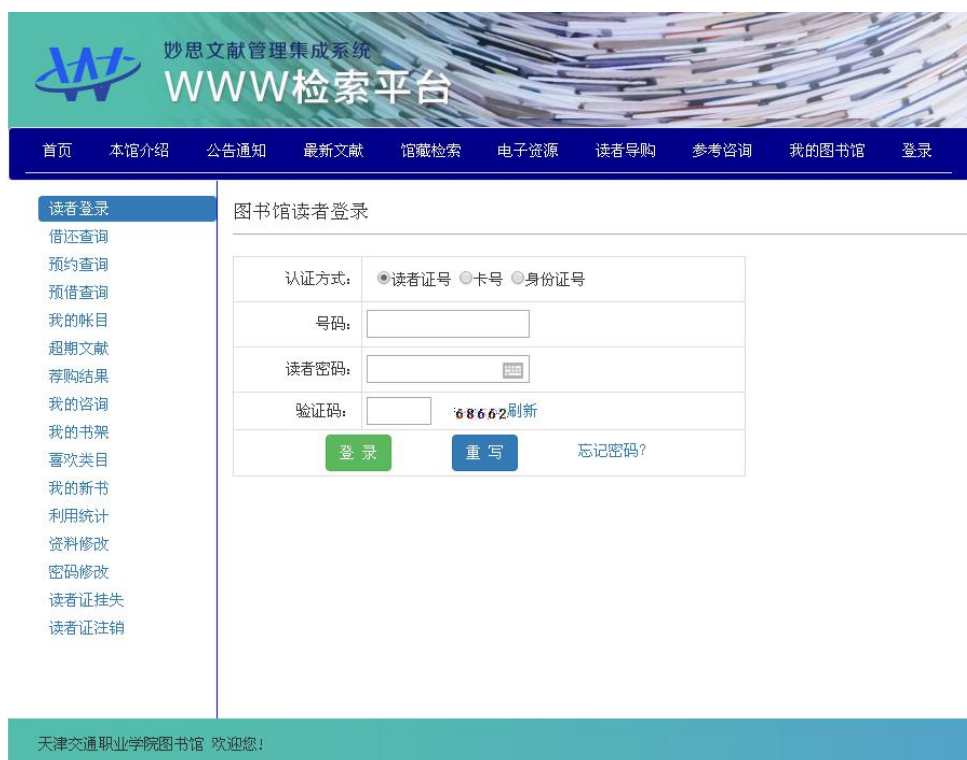 妙思文献管理集成系统
WWW检索平台
首页 本馆介绍 公告通知 最新文献 馆藏检索 电子资源 读者导购 参考咨询 我的图书馆 登录
读者登录
借还查询
预约查询
预借查询
我的帐目
超期文献
荐购结果
我的咨询
我的书架
喜欢类目
我的新书
利用统计
资料修改
密码修改
读者证挂失
读者证注销
图书馆读者登录
认证方式: 读者证号 卡号 身份证号
号码:
读者密码:
验证码: 68662 刷新
登 录 重 写 忘记密码?
天津交通职业学院图书馆 欢迎您!